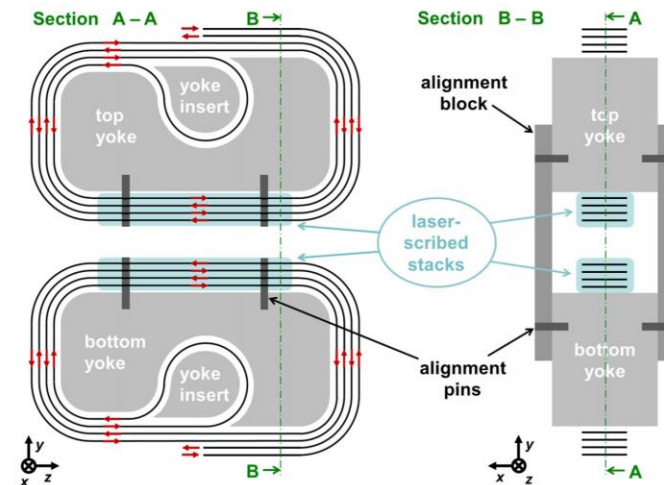 Section A – A
B
Section B – B
A
alignment
block
yoke
insert
top
yoke
top
yoke
laser-
scribed
stacks
bottom
yoke
yoke
insert
alignment
pins
bottom
yoke
y
x
z
B
y
x
z
A